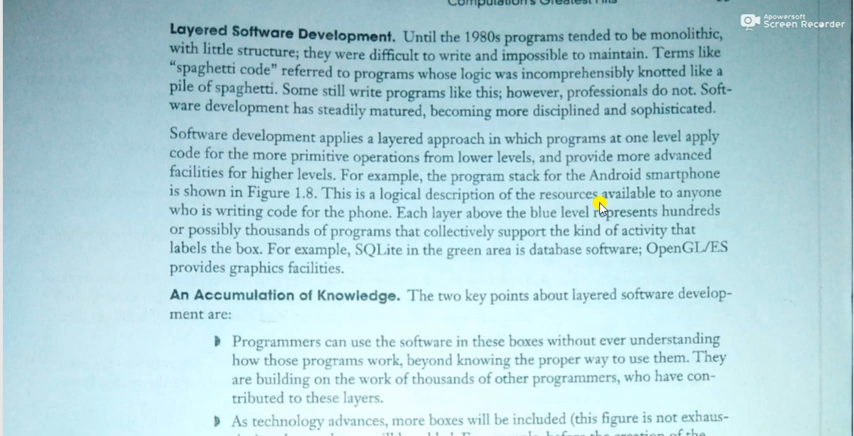 Computation's Greatest Hits
Apowersoft
Screen Recorder
Layered Software Development. Until the 1980s programs tended to be monolithic,
with little structure; they were difficult to write and impossible to maintain. Terms like
“spaghetti code” referred to programs whose logic was incomprehensibly knotted like a
pile of spaghetti. Some still write programs like this; however, professionals do not. Soft-
ware development has steadily matured, becoming more disciplined and sophisticated.
Software development applies a layered approach in which programs at one level apply
code for the more primitive operations from lower levels, and provide more advanced
facilities for higher levels. For example, the program stack for the Android smartphone
is shown in Figure 1.8. This is a logical description of the resources available to anyone
who is writing code for the phone. Each layer above the blue level represents hundreds
or possibly thousands of programs that collectively support the kind of activity that
labels the box. For example, SQLite in the green area is database software; OpenGL/ES
provides graphics facilities.
An Accumulation of Knowledge. The two key points about layered software develop-
ment are:
Programmers can use the software in these boxes without ever understanding
how those programs work, beyond knowing the proper way to use them. They
are building on the work of thousands of other programmers, who have con-
tributed to these layers.
As technology advances, more boxes will be included (this figure is not exhaus-